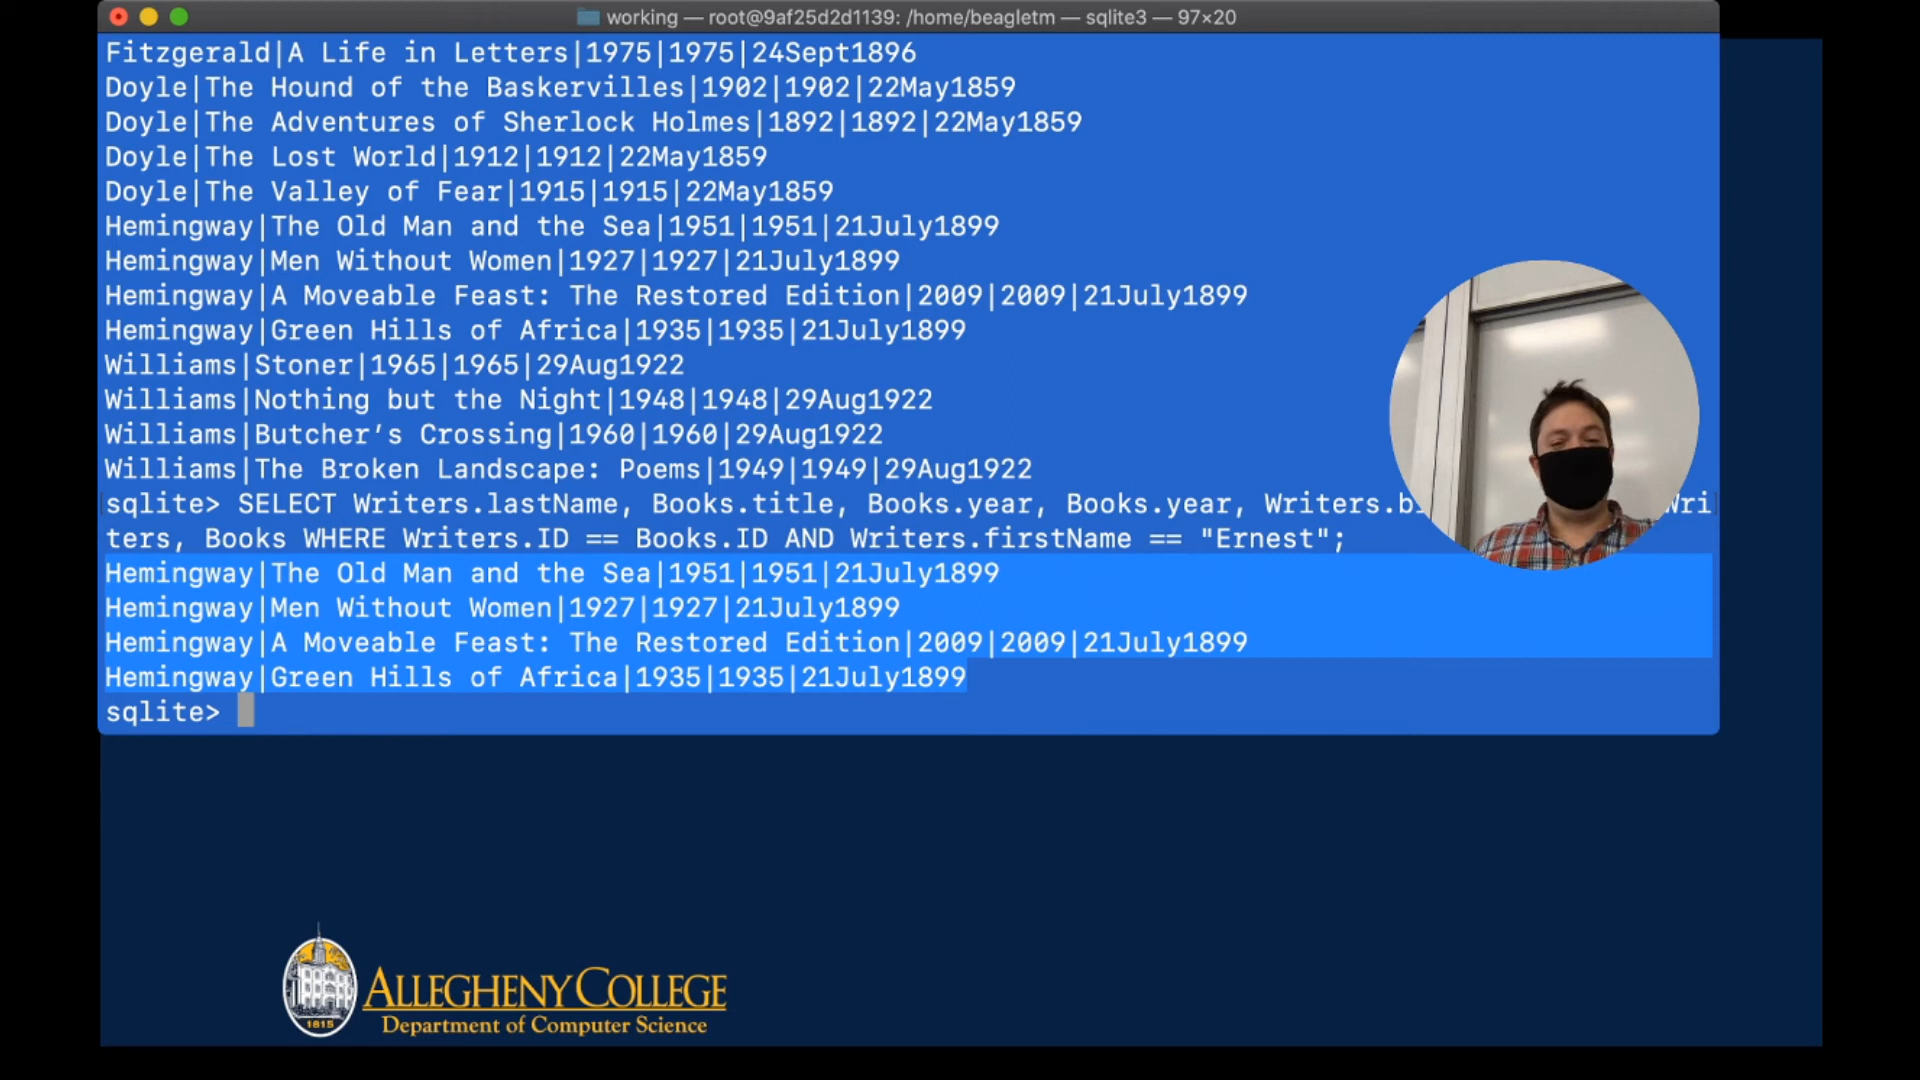 working — root@9af25d2d1139: /home/beagletm — sqlite3 — 97×20
Fitzgerald|A Life in Letters|1975|1975|24Sept1896
Doyle|The Hound of the Baskervilles|1902|1902|22May1859
Doyle|The Adventures of Sherlock Holmes|1892|1892|22May1859
Doyle|The Lost World|1912|1912|22May1859
Doyle|The Valley of Fear|1915|1915|22May1859
Hemingway|The Old Man and the Sea|1951|1951|21July1899
Hemingway|Men Without Women|1927|1927|21July1899
Hemingway|A Moveable Feast: The Restored Edition|2009|2009|21July1899
Hemingway|Green Hills of Africa|1935|1935|21July1899
Williams|Stoner|1965|1965|29Aug1922
Williams|Nothing but the Night|1948|1948|29Aug1922
Williams|Butcher’s Crossing|1960|1960|29Aug1922
Williams|The Broken Landscape: Poems|1949|1949|29Aug1922
sqlite> SELECT Writers.lastName, Books.title, Books.year, Books.year, Wri
ters, Books WHERE Writers.ID == Books.ID AND Writers.firstName == "Ernest";
Hemingway|The Old Man and the Sea|1951|1951|21July1899
Hemingway|Men Without Women|1927|1927|21July1899
Hemingway|A Moveable Feast: The Restored Edition|2009|2009|21July1899
Hemingway|Green Hills of Africa|1935|1935|21July1899
sqlite>
1815
ALLEGHENY COLLEGE
Department of Computer Science